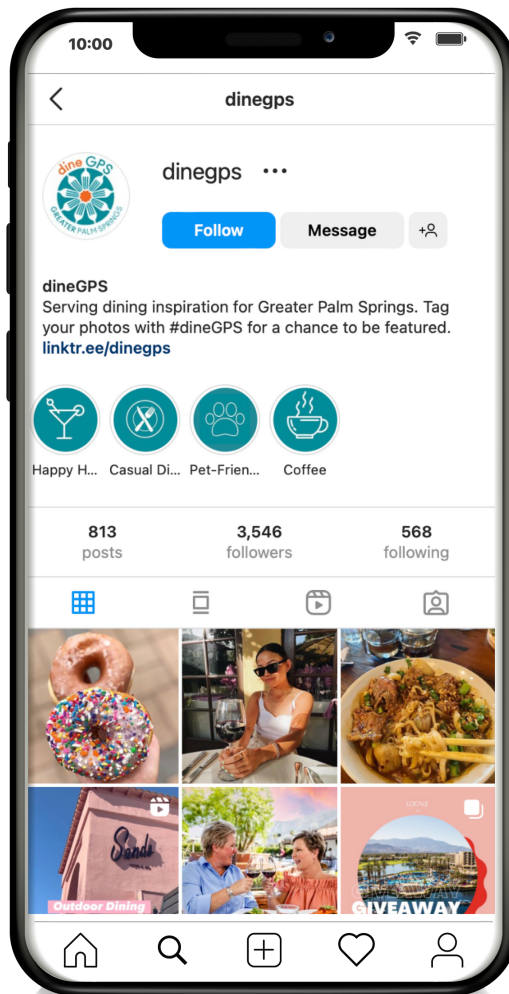 10:00
dinegps
dine GPS
GREATER PALM SPRINGS
dinegps
Follow Message
dineGPS
Serving dining inspiration for Greater Palm Springs. Tag
your photos with #dineGPS for a chance to be featured.
linktr.ee/dinegps
Happy H... Casual Di... Pet-Frien... Coffee
813 3,546 568
posts followers following
Sands
Outdoor Dining
LOCALE
GIVEAWAY
GIVEAWAY